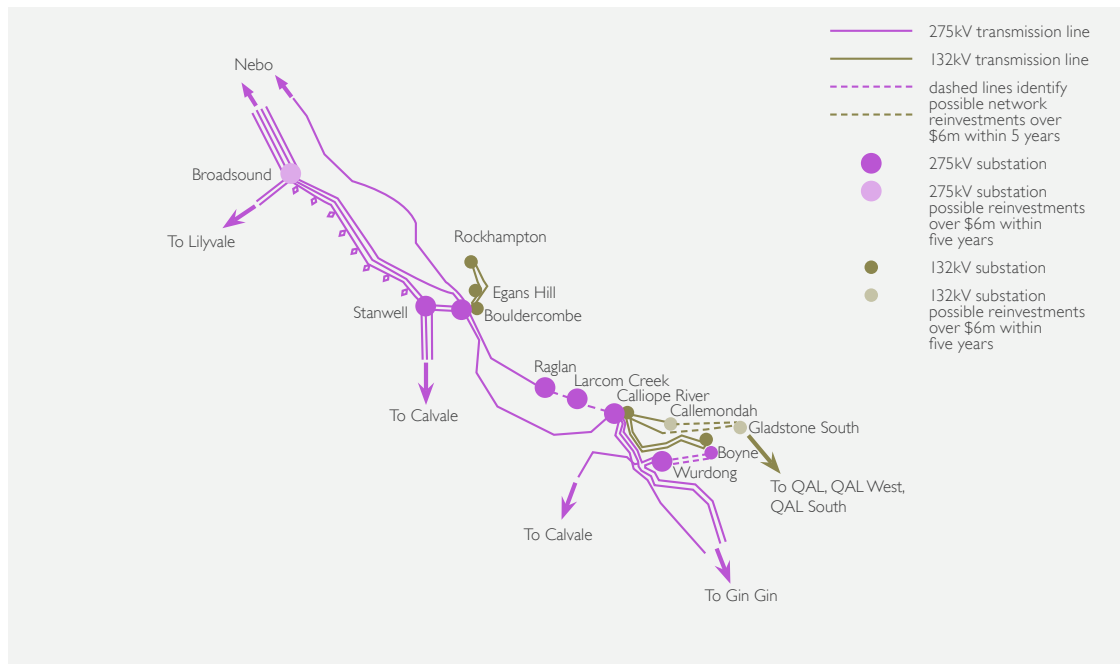 Nebo
Broadsound
To Lilyvale
Rockhampton
Egans Hill
Stanwell
Bouldercombe
Raglan
Larcom Creek
Calliope River
To Calvale
Callemondah
Gladstone South
Boyne
Wurdong
To QAL, QAL West,
QAL South
To Calvale
To Gin Gin
275kV transmission line
132kV transmission line
dashed lines identify
possible network
reinvestments over
$6m within 5 years
275kV substation
275kV substation
possible reinvestments
over $6m within
five years
132kV substation
132kV substation
possible reinvestments
over $6m within
five years